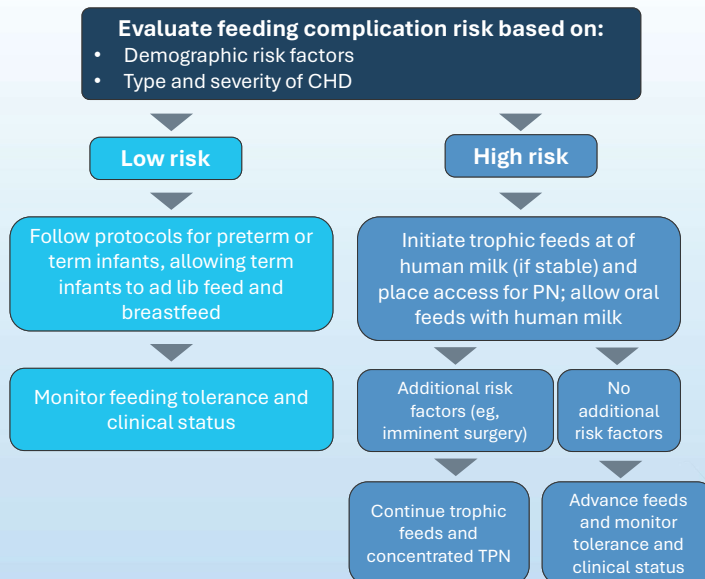 Evaluate feeding complication risk based on:
• Demographic risk factors
• Type and severity of CHD
Low risk
High risk
Follow protocols for preterm or
term infants, allowing term
infants to ad lib feed and
breastfeed
Initiate trophic feeds at of
human milk (if stable) and
place access for PN; allow oral
feeds with human milk
Monitor feeding tolerance and
clinical status
Additional risk
factors (eg,
imminent surgery)
No
additional
risk factors
Continue trophic
feeds and
concentrated TPN
Advance feeds
and monitor
tolerance and
clinical status